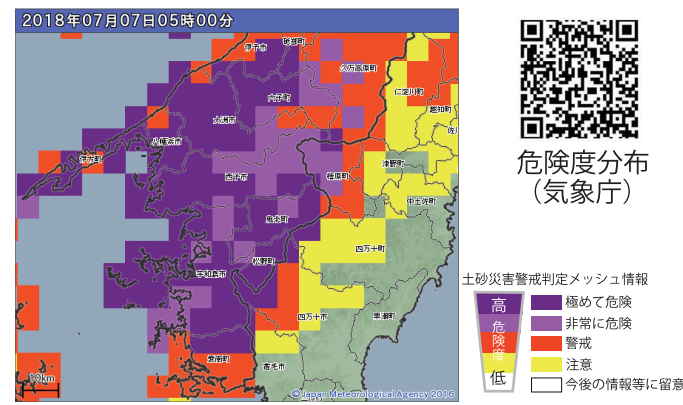 2018年07月07日05時00分
砥部町
伊予市
久万高原町
内子町
仁淀川町
越知町
大洲市
佐川
八幡浜市
伊方町
津野町
西予市
梼原町
中土佐町
鬼北町
四万十町
松野町
宇和島市
四万十市
黒潮町
愛南町
宿毛市
10km
©Japan Meteorological Agency 2016
危険度分布
(気象庁)
土砂災害警戒判定メッシュ情報
高
危険度
低
極めて危険
非常に危険
警戒
注意
今後の情報等に留意